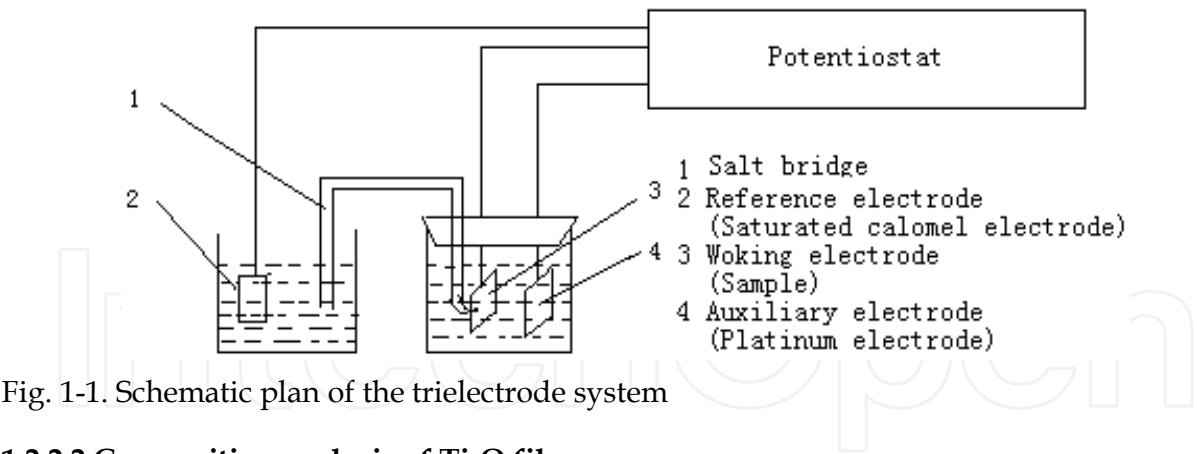 Potentiostat
1
2
3
4
1 Salt bridge
2 Reference electrode
(Saturated calomel electrode)
3 Woking electrode
(Sample)
4 Auxiliary electrode
(Platinum electrode)
InTechOpen
Fig. 1-1. Schematic plan of the trielectrode system